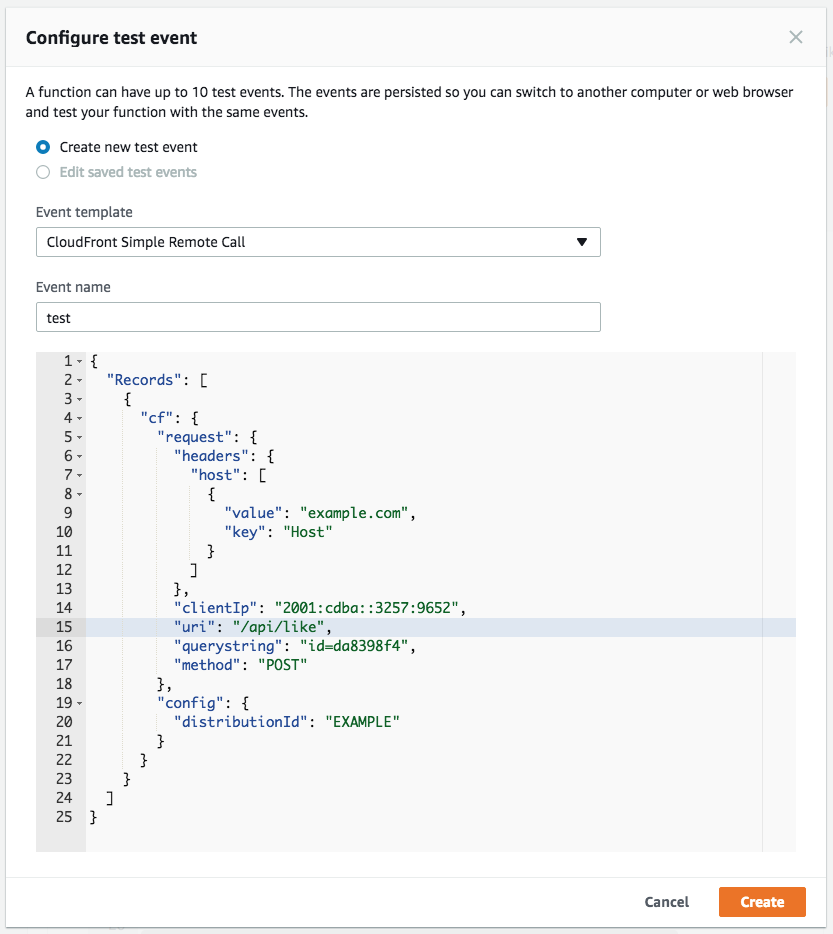 Configure test event
A function can have up to 10 test events. The events are persisted so you can switch to another computer or web browser
and test your function with the same events.
Create new test event
Edit saved test events
Event template
CloudFront Simple Remote Call
Event name
test
1 {
2   "Records": [
3     {
4       "cf": {
5         "request": {
6           "headers": {
7             "host": [
8               {
9                 "value": "example.com",
10                 "key": "Host"
11               }
12             ]
13           },
14           "clientIp": "2001:cdba::3257:9652",
15           "uri": "/api/like",
16           "querystring": "id=da8398f4",
17           "method": "POST"
18         },
19         "config": {
20           "distributionId": "EXAMPLE"
21         }
22       }
23     }
24   ]
25 }
Cancel
Create